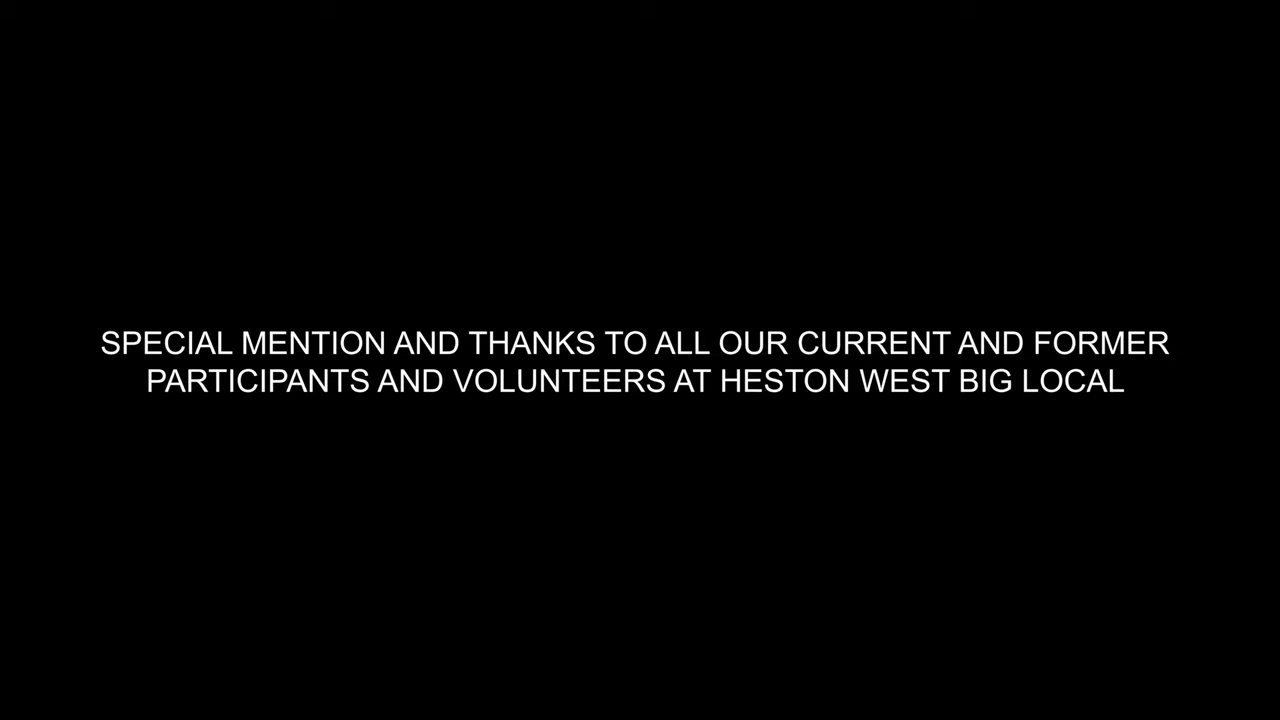 SPECIAL MENTION AND THANKS TO ALL OUR CURRENT AND FORMER
PARTICIPANTS AND VOLUNTEERS AT HESTON WEST BIG LOCAL